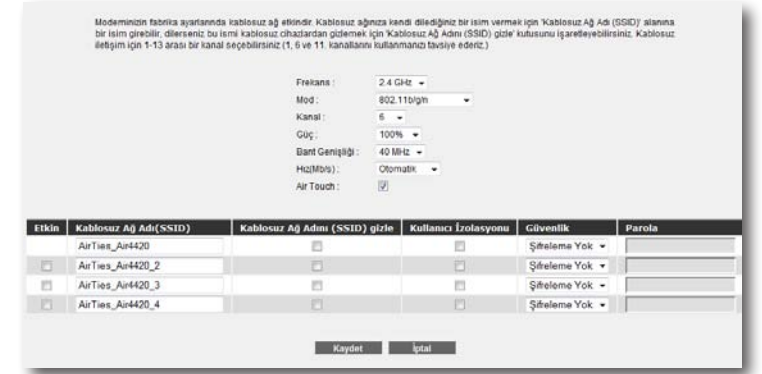 Modeminizin fabrika ayarlarında kablosuz ağ etkindir. Kablosuz ağınıza kendi dilediğiniz bir isim vermek için 'Kablosuz Ağ Adı (SSID)' alanına
bir isim girebilir, dilerseniz bu ismi kablosuz cihazlardan gizlemek için 'Kablosuz Ağ Adını (SSID) gizle' kutusunu işaretleyebilirsiniz. Kablosuz
iletişim için 1-13 arası bir kanal seçebilirsiniz (1, 6 ve 11. kanallarını kullanmanızı tavsiye ederiz.)
Frekans : 2.4 GHz
Mod : 802.11b/g/n
Kanal : 6
Güç : 100%
Bant Genişliği : 40 MHz
Hız(Mb/s) : Otomatik
Air Touch :
Etkin Kablosuz Ağ Adı(SSID) Kablosuz Ağ Adını (SSID) gizle Kullanıcı İzolasyonu Güvenlik Parola
AirTies_Air4420 Şifreleme Yok
AirTies_Air4420_2 Şifreleme Yok
AirTies_Air4420_3 Şifreleme Yok
AirTies_Air4420_4 Şifreleme Yok
Kaydet İptal